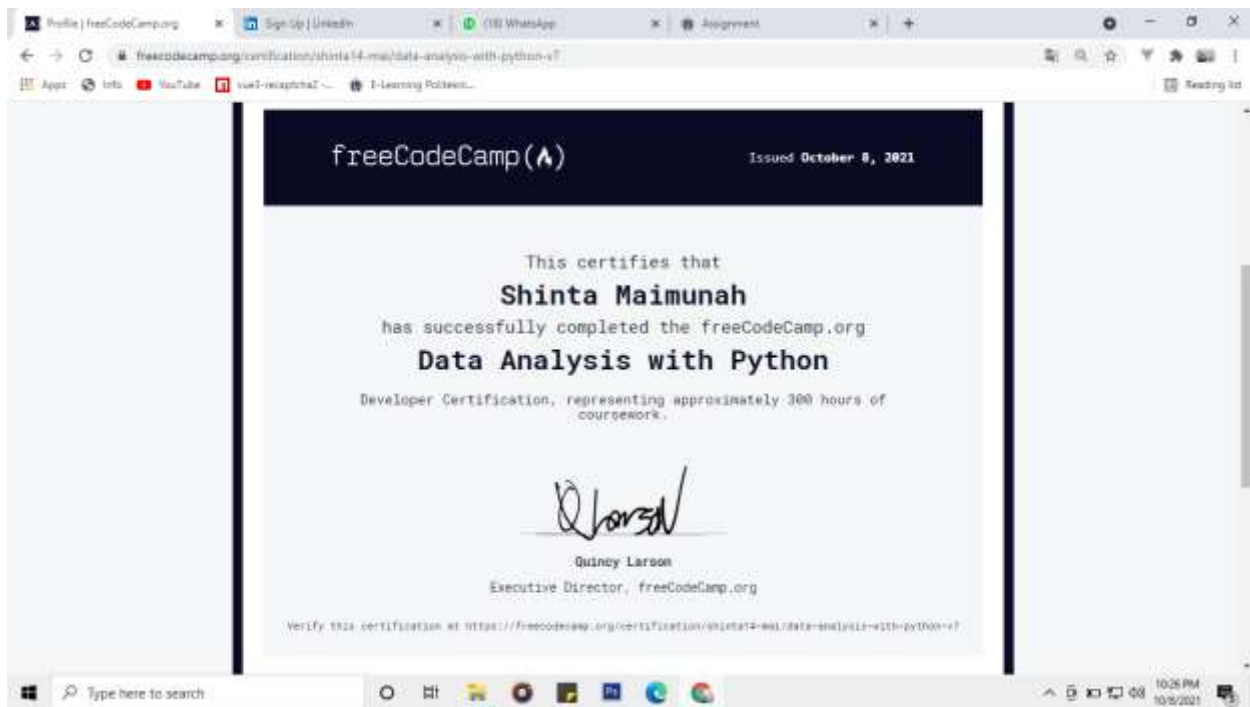 Profile | freeCodeCamp.org
Sign Up | LinkedIn
(18) WhatsApp
Assignment
freecodecamp.org/certification/shinta14-mai/data-analysis-with-python-v7
Apps
Info
YouTube
vue3-recaptcha2 -...
E-Learning Politekn...
Reading list
freeCodeCamp(🔥)
Issued October 8, 2021
This certifies that
Shinta Maimunah
has successfully completed the freeCodeCamp.org
Data Analysis with Python
Developer Certification, representing approximately 300 hours of
coursework.
Quincy Larson
Executive Director, freeCodeCamp.org
Verify this certification at https://freecodecamp.org/certification/shinta14-mai/data-analysis-with-python-v7
Type here to search
10:26 PM
10/8/2021